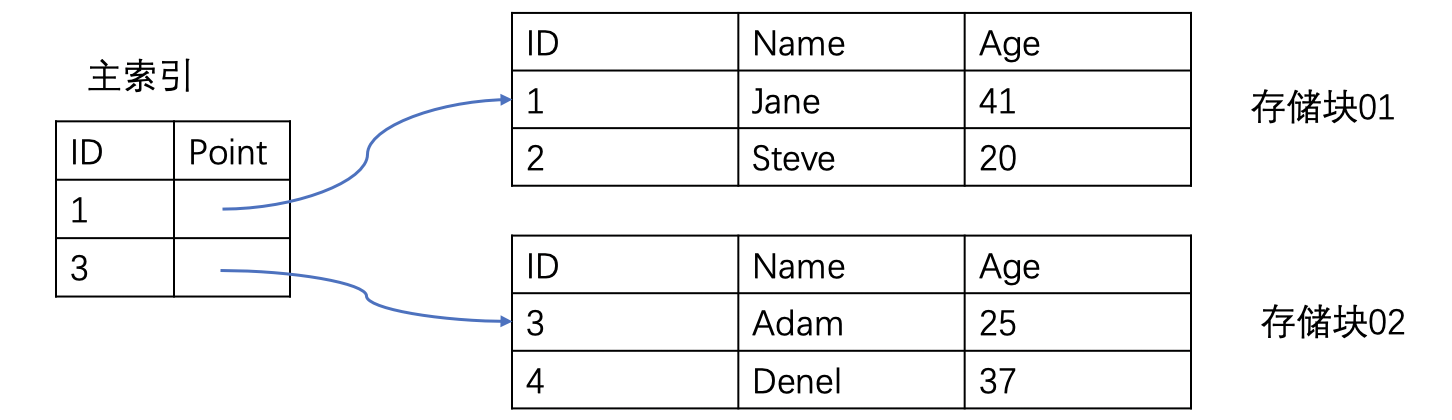 主索引
ID Point
1
3
ID Name Age
1 Jane 41
2 Steve 20
存储块01
ID Name Age
3 Adam 25
4 Denel 37
存储块02